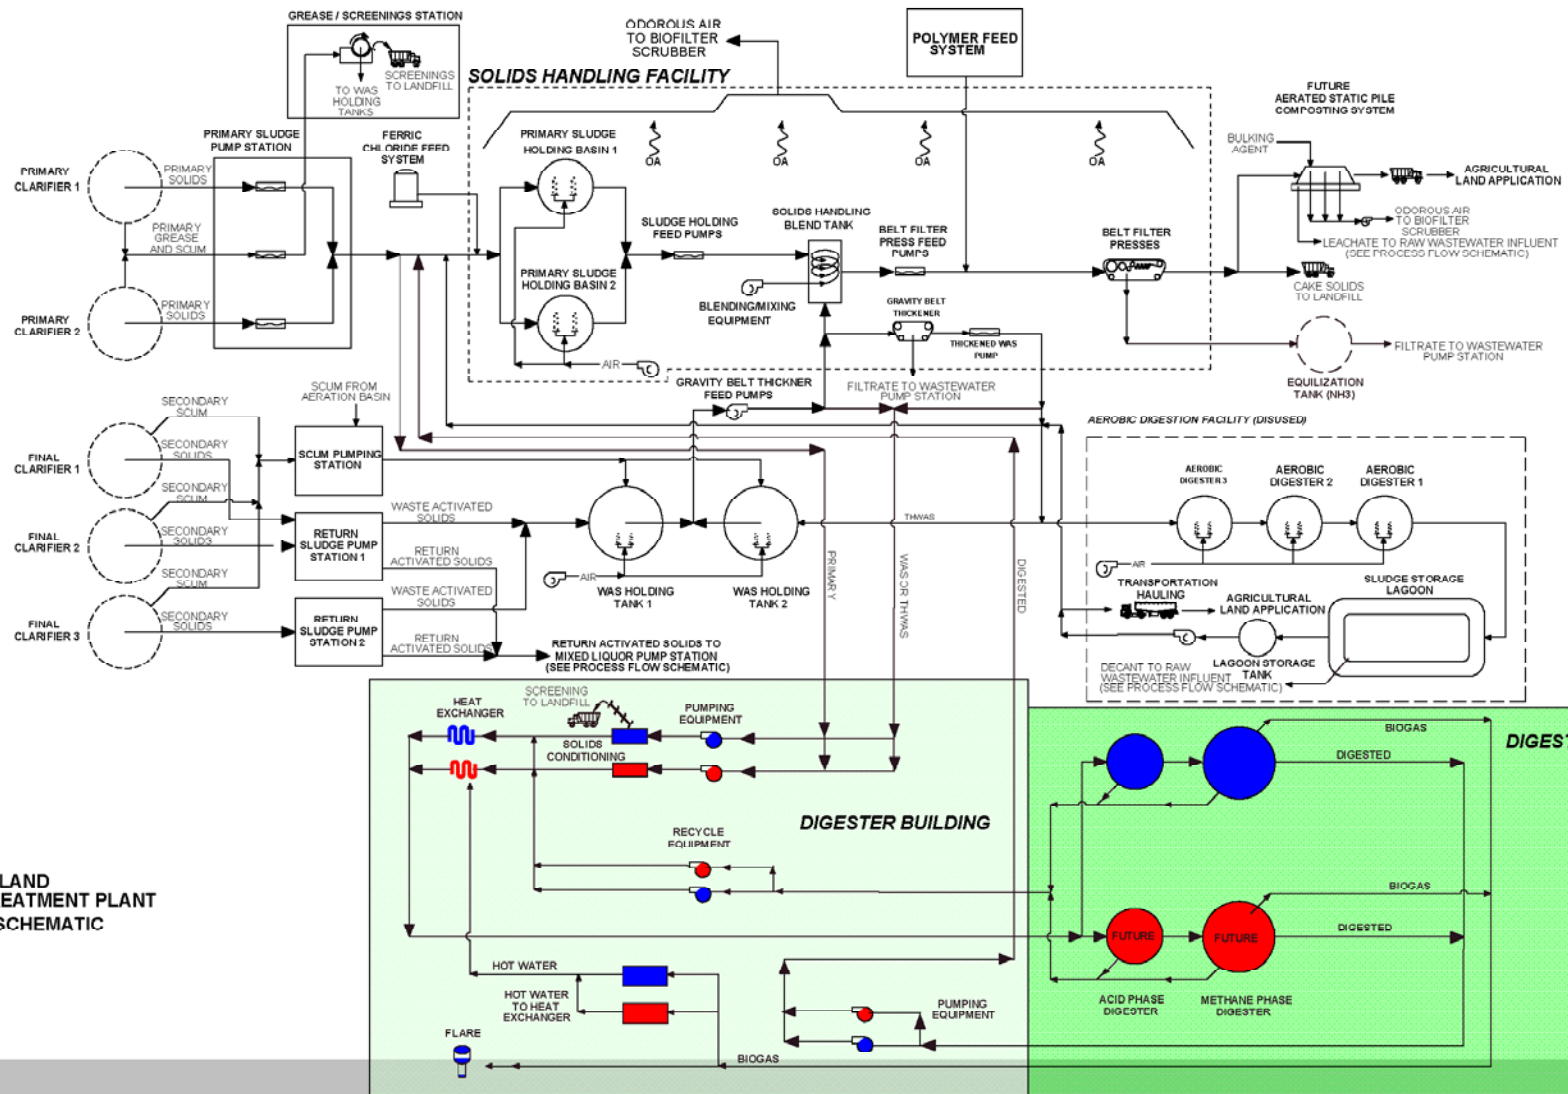 GREASE / SCREENINGS STATION
SCREENINGS
TO LANDFILL
TO WAS
HOLDING
TANKS
ODOROUS AIR
TO BIOFILTER
SCRUBBER
POLYMER FEED
SYSTEM
SOLIDS HANDLING FACILITY
FUTURE
AERATED STATIC PILE
COMPOSTING SYSTEM
PRIMARY SLUDGE
PUMP STATION
FERRIC
CHLORIDE FEED
SYSTEM
PRIMARY SLUDGE
HOLDING BASIN 1
OA
OA
OA
OA
BULKING
AGENT
AGRICULTURAL
LAND APPLICATION
PRIMARY
CLARIFIER 1
PRIMARY
SOLIDS
PRIMARY
GREASE
AND SCUM
PRIMARY
CLARIFIER 2
PRIMARY
SOLIDS
SLUDGE HOLDING
FEED PUMPS
SOLIDS HANDLING
BLEND TANK
BELT FILTER
PRESS FEED
PUMPS
BELT FILTER
PRESSES
ODOROUS AIR
TO BIOFILTER
SCRUBBER
LEACHATE TO RAW WASTEWATER INFLUENT
(SEE PROCESS FLOW SCHEMATIC)
PRIMARY SLUDGE
HOLDING BASIN 2
BLENDING/MIXING
EQUIPMENT
GRAVITY BELT
THICKENER
THICKENED WAS
PUMP
CAKE SOLIDS
TO LANDFILL
AIR
FILTRATE TO WASTEWATER
PUMP STATION
EQUILIZATION
TANK (NH3)
FILTRATE TO WASTEWATER
PUMP STATION
GRAVITY BELT THICKNER
FEED PUMPS
SCUM FROM
AERATION BASIN
SECONDARY
SCUM
FINAL
CLARIFIER 1
SECONDARY
SOLIDS
SCUM PUMPING
STATION
SECONDARY
SCUM
FINAL
CLARIFIER 2
SECONDARY
SOLIDS
RETURN
SLUDGE PUMP
STATION 1
WASTE ACTIVATED
SOLIDS
RETURN
ACTIVATED SOLIDS
SECONDARY
SCUM
FINAL
CLARIFIER 3
SECONDARY
SOLIDS
RETURN
SLUDGE PUMP
STATION 2
WASTE ACTIVATED
SOLIDS
RETURN
ACTIVATED SOLIDS
AIR
WAS HOLDING
TANK 1
WAS HOLDING
TANK 2
RETURN ACTIVATED SOLIDS TO
MIXED LIQUOR PUMP STATION
(SEE PROCESS FLOW SCHEMATIC)
THWAS
PRIMARY
WAS OR THWAS
DIGESTED
AEROBIC DIGESTION FACILITY (DISUSED)
AEROBIC
DIGESTER 3
AEROBIC
DIGESTER 2
AEROBIC
DIGESTER 1
AIR
TRANSPORTATION
HAULING
AGRICULTURAL
LAND APPLICATION
SLUDGE STORAGE
LAGOON
LAGOON STORAGE
TANK
DECANT TO RAW
WASTEWATER INFLUENT
(SEE PROCESS FLOW SCHEMATIC)
HEAT
EXCHANGER
SCREENING
TO LANDFILL
SOLIDS
CONDITIONING
PUMPING
EQUIPMENT
DIGESTER BUILDING
RECYCLE
EQUIPMENT
BIOGAS
DIGESTED
DIGEST
BIOGAS
DIGESTED
FUTURE
FUTURE
ACID PHASE
DIGESTER
METHANE PHASE
DIGESTER
LAND
REATMENT PLANT
SCHEMATIC
HOT WATER
HOT WATER
TO HEAT
EXCHANGER
PUMPING
EQUIPMENT
FLARE
BIOGAS